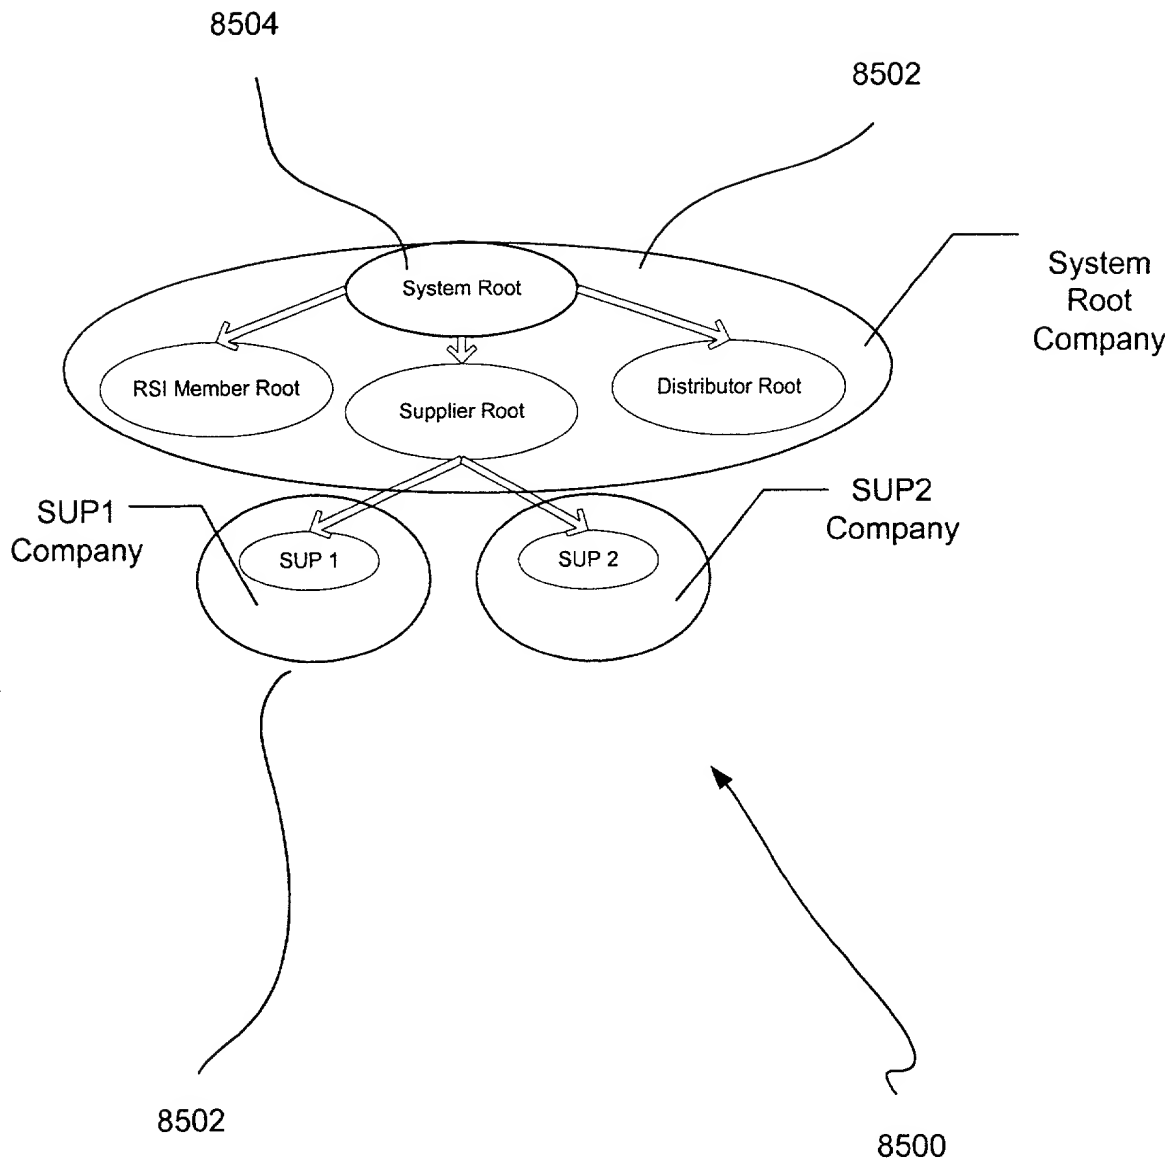 8504
8502
System Root
System
Root
Company
RSI Member Root
Supplier Root
Distributor Root
SUP1
Company
SUP2
Company
SUP 1
SUP 2
8502
8500